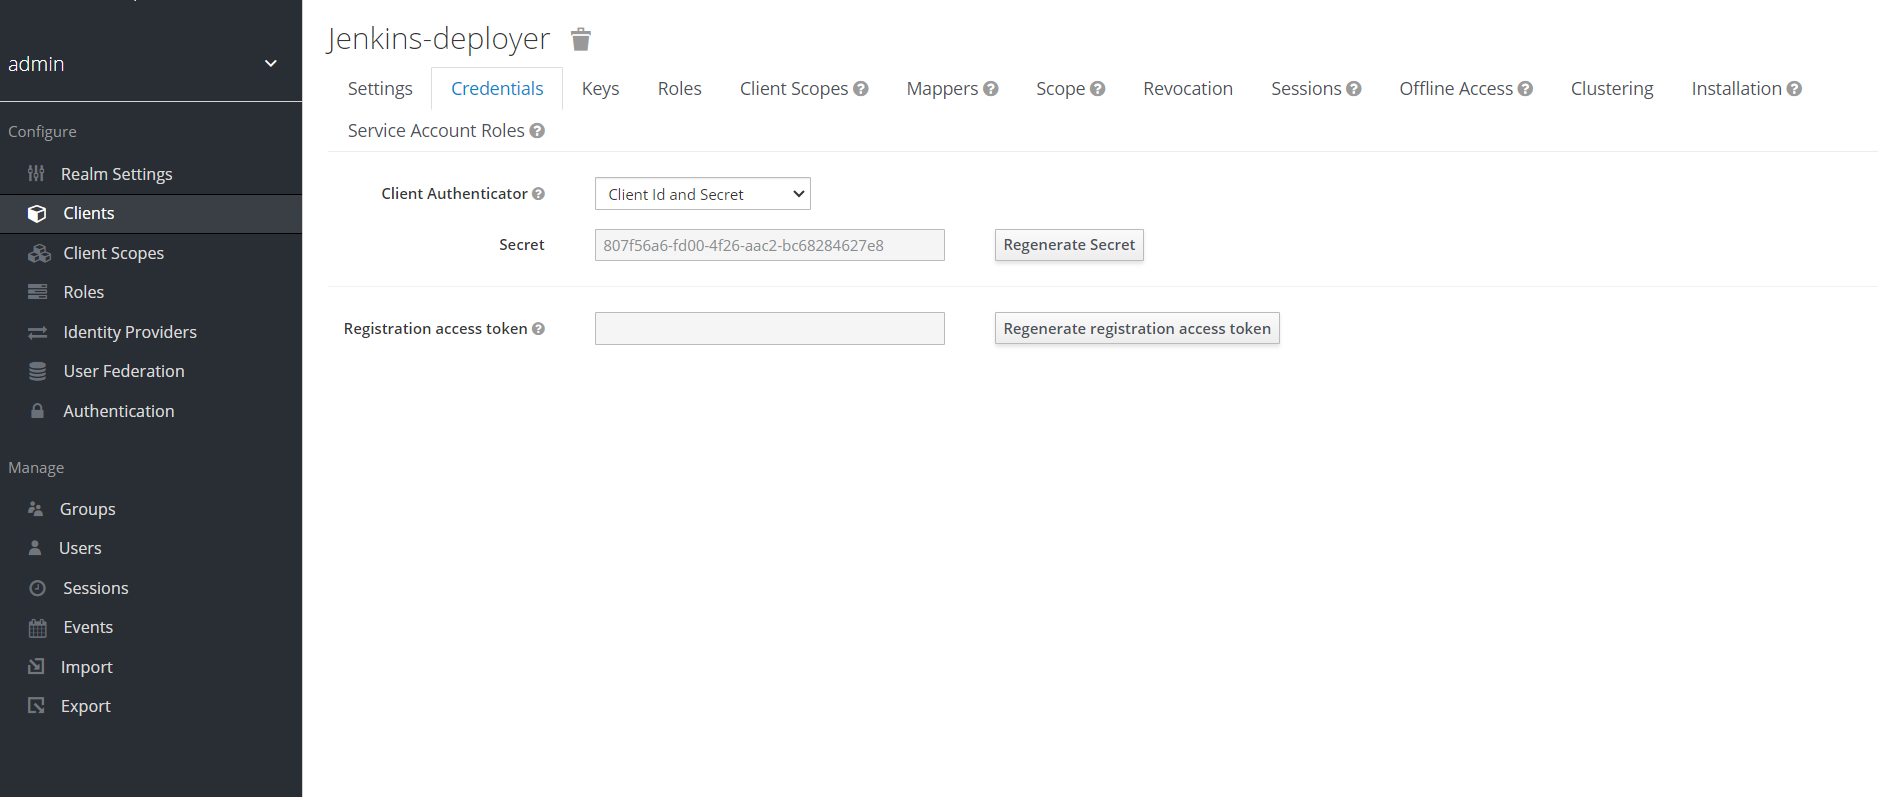 admin
Configure
Realm Settings
Clients
Client Scopes
Roles
Identity Providers
User Federation
Authentication
Manage
Groups
Users
Sessions
Events
Import
Export
Jenkins-deployer
Settings Credentials Keys Roles Client Scopes Mappers Scope Revocation Sessions Offline Access Clustering Installation
Service Account Roles
Client Authenticator Client Id and Secret
Secret 807f56a6-fd00-4f26-aac2-bc68284627e8 Regenerate Secret
Registration access token Regenerate registration access token